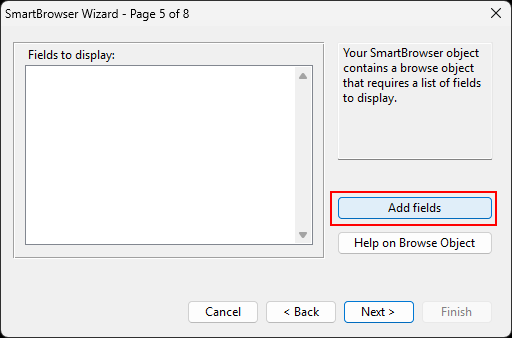 SmartBrowser Wizard - Page 5 of 8
Fields to display:
Your SmartBrowser object
contains a browse object
that requires a list of fields
to display.
Add fields
Help on Browse Object
Cancel
< Back
Next >
Finish